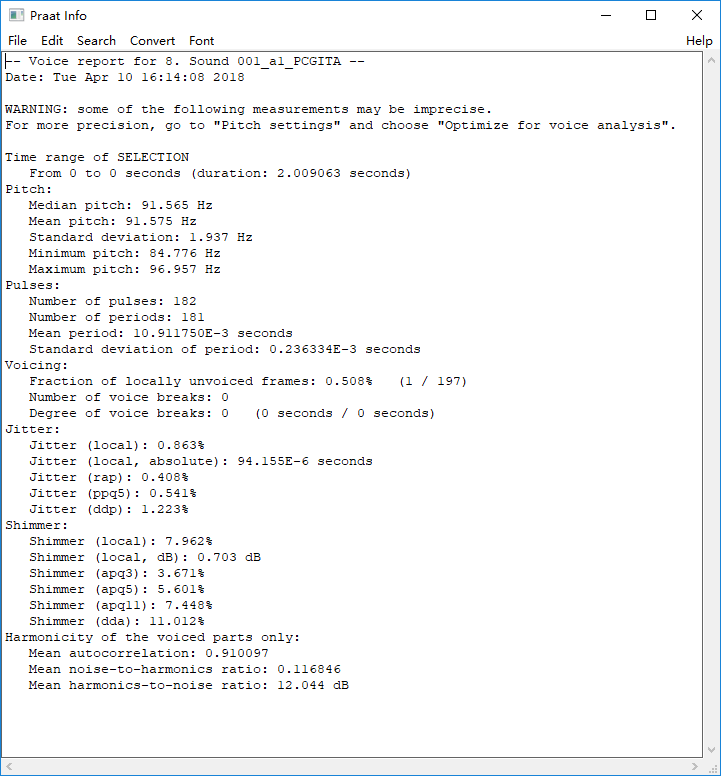 Praat Info
File Edit Search Convert Font Help
-- Voice report for 8. Sound 001_a1_PCGITA --
Date: Tue Apr 10 16:14:08 2018
WARNING: some of the following measurements may be imprecise.
For more precision, go to "Pitch settings" and choose "Optimize for voice analysis".
Time range of SELECTION
From 0 to 0 seconds (duration: 2.009063 seconds)
Pitch:
Median pitch: 91.565 Hz
Mean pitch: 91.575 Hz
Standard deviation: 1.937 Hz
Minimum pitch: 84.776 Hz
Maximum pitch: 96.957 Hz
Pulses:
Number of pulses: 182
Number of periods: 181
Mean period: 10.911750E-3 seconds
Standard deviation of period: 0.236334E-3 seconds
Voicing:
Fraction of locally unvoiced frames: 0.508% (1 / 197)
Number of voice breaks: 0
Degree of voice breaks: 0 (0 seconds / 0 seconds)
Jitter:
Jitter (local): 0.863%
Jitter (local, absolute): 94.155E-6 seconds
Jitter (rap): 0.408%
Jitter (ppq5): 0.541%
Jitter (ddp): 1.223%
Shimmer:
Shimmer (local): 7.962%
Shimmer (local, dB): 0.703 dB
Shimmer (apq3): 3.671%
Shimmer (apq5): 5.601%
Shimmer (apq11): 7.448%
Shimmer (dda): 11.012%
Harmonicity of the voiced parts only:
Mean autocorrelation: 0.910097
Mean noise-to-harmonics ratio: 0.116846
Mean harmonics-to-noise ratio: 12.044 dB